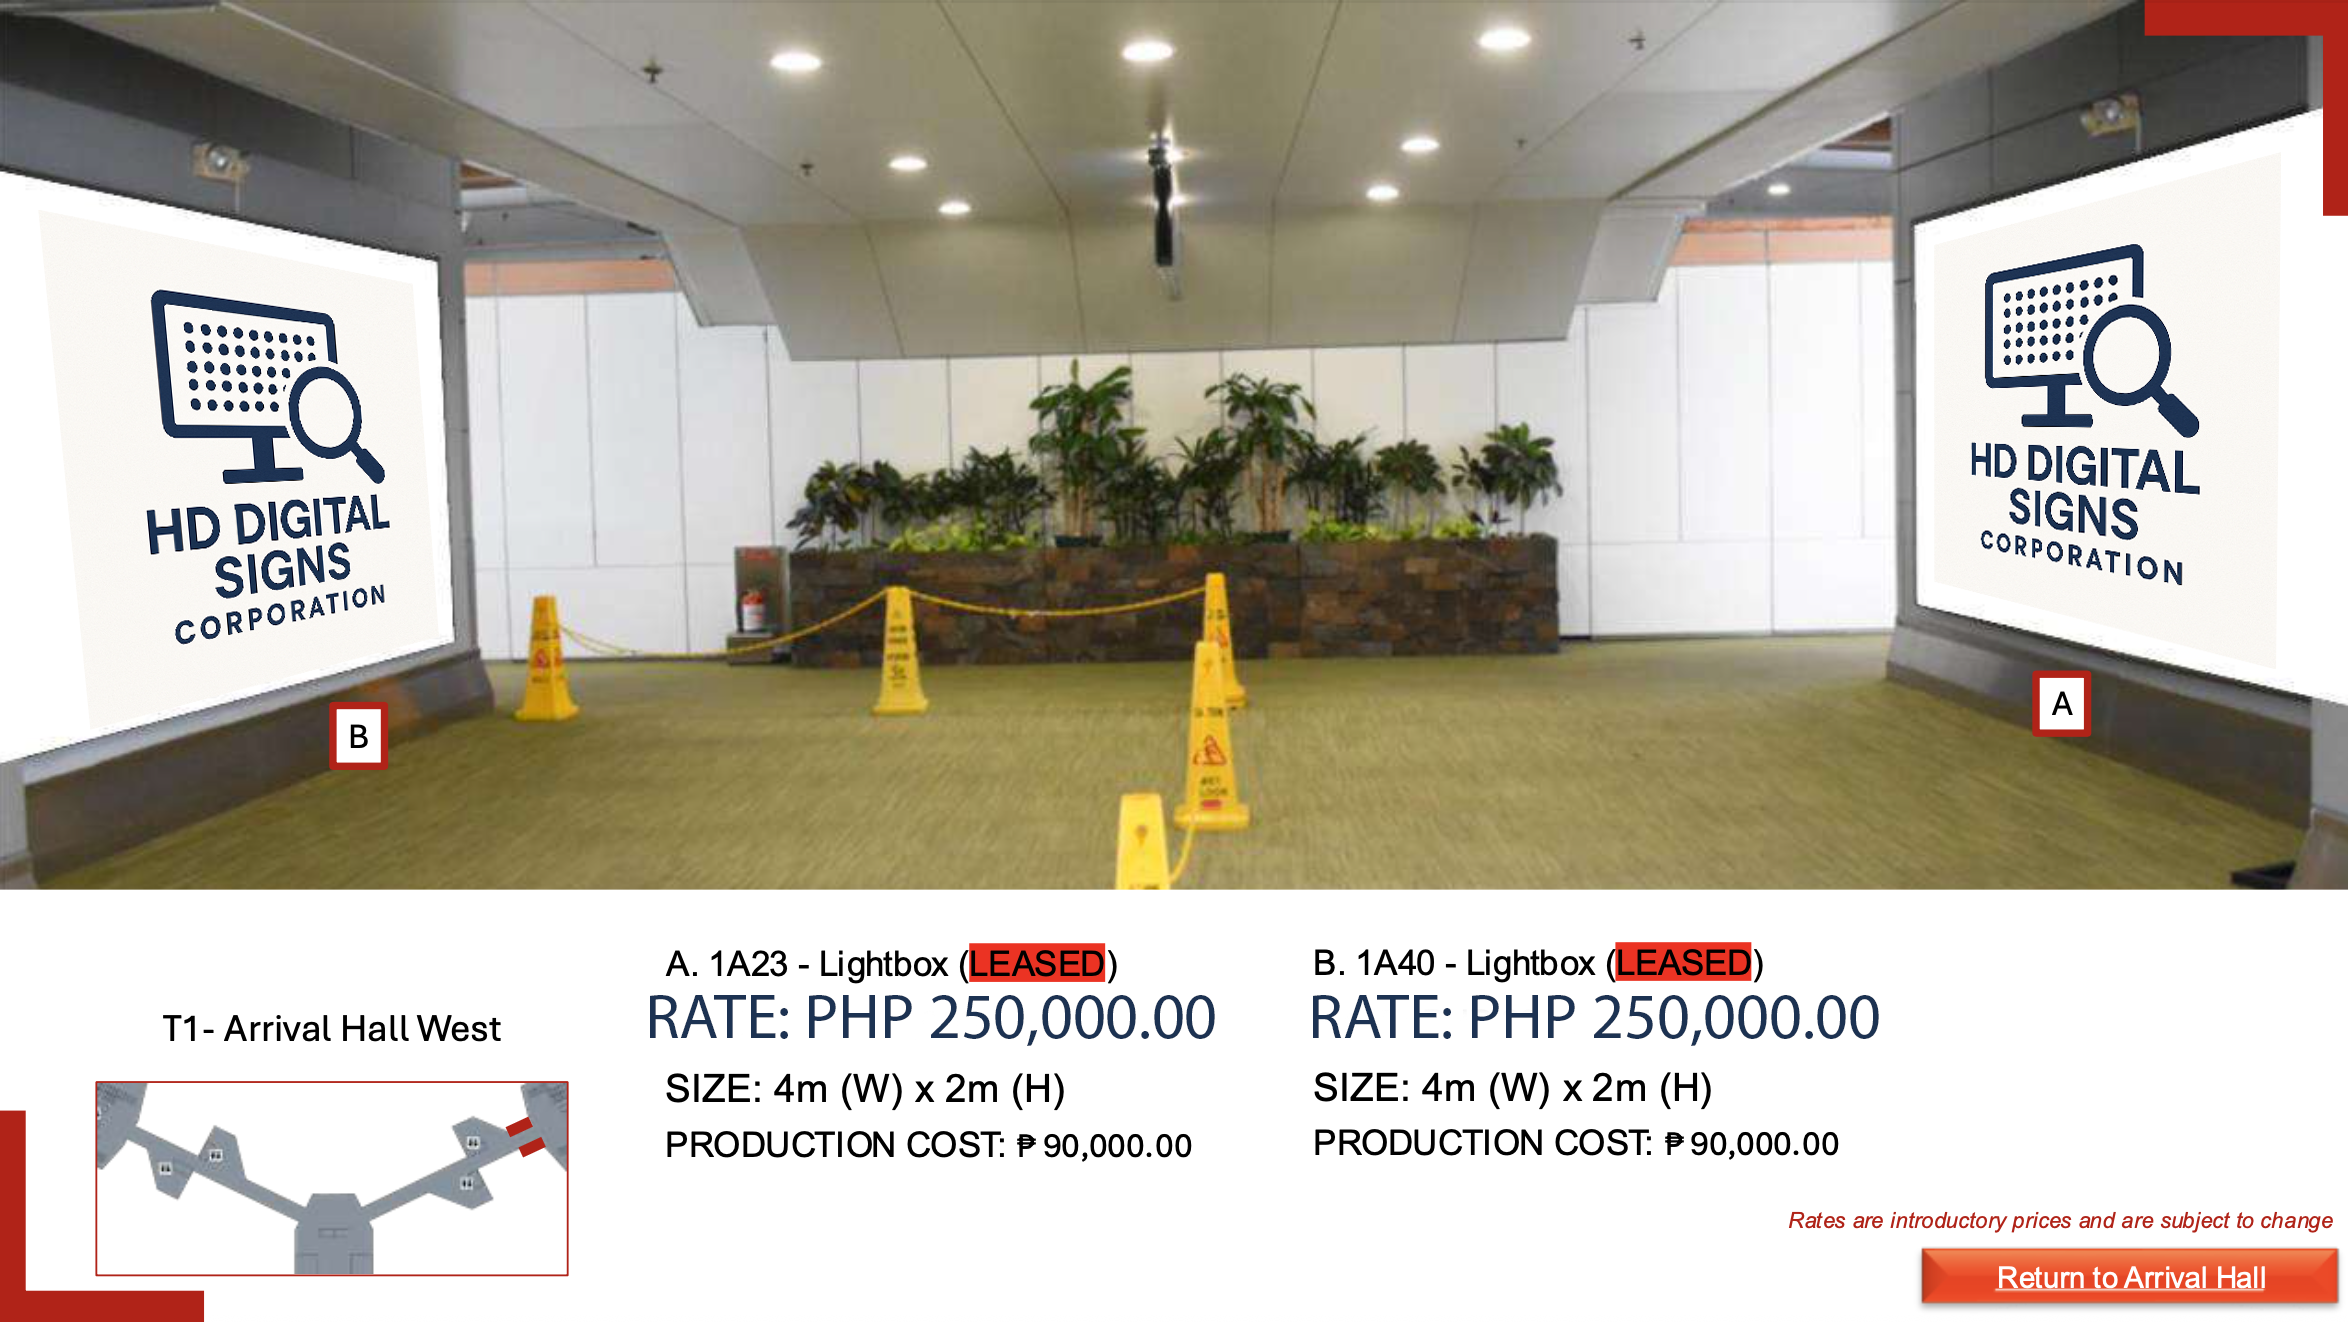 HD DIGITAL
SIGNS
CORPORATION
HD DIGITAL
SIGNS
CORPORATION
B
A
WET
T1- Arrival Hall West
A. 1A23 - Lightbox (LEASED)
RATE: PHP 250,000.00
SIZE: 4m (W) x 2m (H)
PRODUCTION COST: ₱ 90,000.00
B. 1A40 - Lightbox (LEASED)
RATE: PHP 250,000.00
SIZE: 4m (W) x 2m (H)
PRODUCTION COST: ₱ 90,000.00
Rates are introductory prices and are subject to change
Return to Arrival Hall